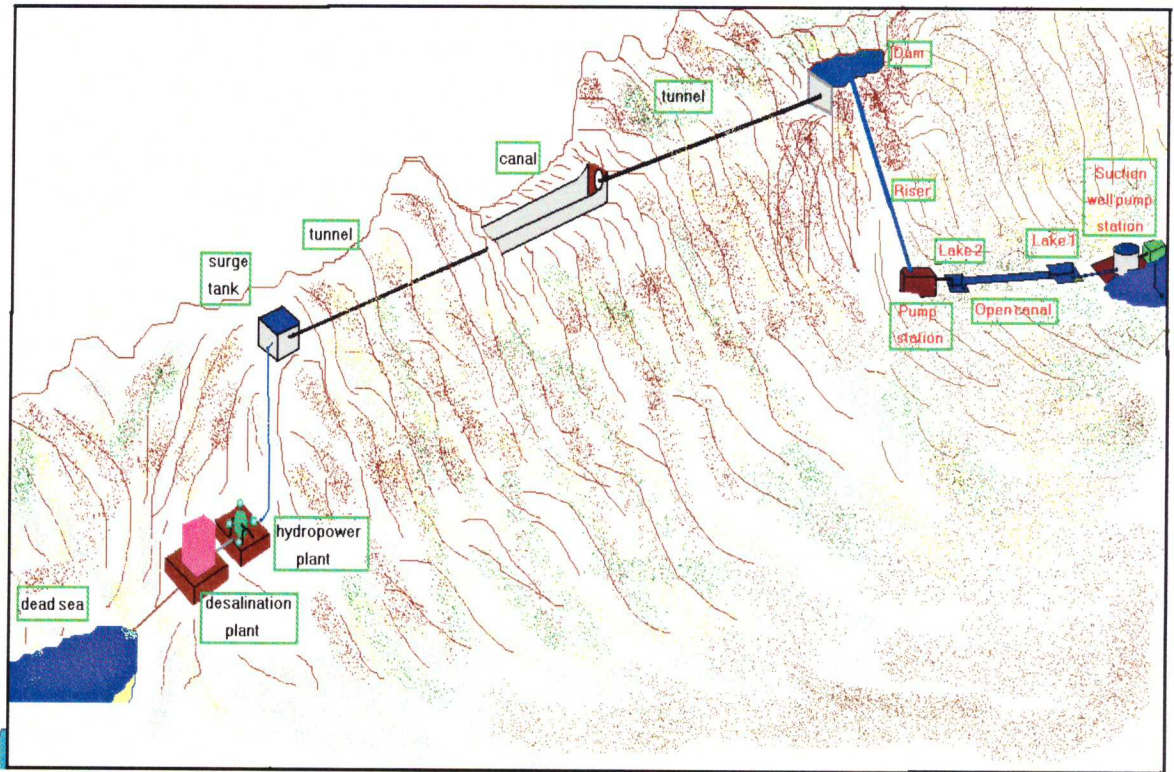 Dam
tunnel
canal
Suction
well pump
station
Riser
tunnel
Lake 2
Lake 1
surge
tank
Pump
station
Open canal
hydropower
plant
dead sea
desalination
plant